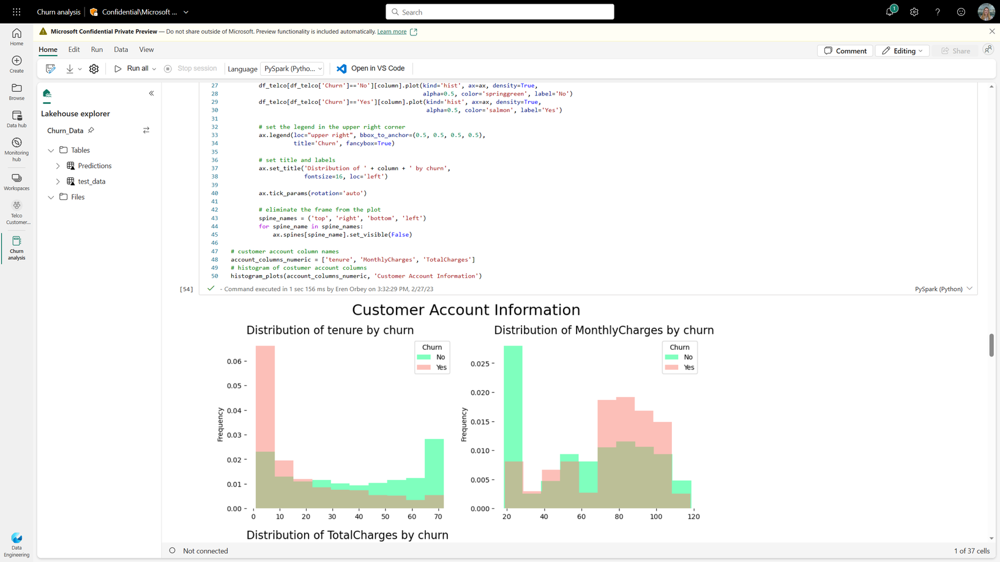 Churn analysis
Confidential\Microsoft ...
Search
1
Microsoft Confidential Private Preview — Do not share outside of Microsoft. Preview functionality is included automatically. Learn more
Home Edit Run Data View
Comment
Editing
Share
Run all
Stop session
Language
PySpark (Pytho...
Open in VS Code
Home
Create
Browse
Data hub
Monitoring
hub
Workspaces
Telco
Customer...
Churn
analysis
Data
Engineering
Lakehouse explorer
Churn_Data
Tables
Predictions
test_data
Files
27 df_telco[df_telco['Churn']=='No'][column].plot(kind='hist', ax=ax, density=True,
28 alpha=0.5, color='springgreen', label='No')
29 df_telco[df_telco['Churn']=='Yes'][column].plot(kind='hist', ax=ax, density=True,
30 alpha=0.5, color='salmon', label='Yes')
31
32 # set the legend in the upper right corner
33 ax.legend(loc="upper right", bbox_to_anchor=(0.5, 0.5, 0.5, 0.5),
34 title='Churn', fancybox=True)
35
36 # set title and labels
37 ax.set_title('Distribution of ' + column + ' by churn',
38 fontsize=16, loc='left')
39
40 ax.tick_params(rotation='auto')
41
42 # eliminate the frame from the plot
43 spine_names = ('top', 'right', 'bottom', 'left')
44 for spine_name in spine_names:
45 ax.spines[spine_name].set_visible(False)
46
47 # customer account column names
48 account_columns_numeric = ['tenure', 'MonthlyCharges', 'TotalCharges']
49 # histogram of costumer account columns
50 histogram_plots(account_columns_numeric, 'Customer Account Information')
[54]
- Command executed in 1 sec 156 ms by Eren Orbey on 3:32:29 PM, 2/27/23
PySpark (Python)
Customer Account Information
Distribution of tenure by churn
Churn
No
Yes
Frequency
0.06
0.05
0.04
0.03
0.02
0.01
0.00
0 10 20 30 40 50 60 70
Distribution of MonthlyCharges by churn
Churn
No
Yes
Frequency
0.025
0.020
0.015
0.010
0.005
0.000
20 40 60 80 100 120
Distribution of TotalCharges by churn
Not connected
1 of 37 cells